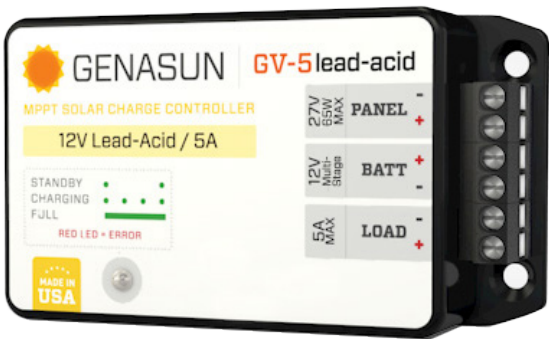 GENASUN
GV-5 lead-acid
MPPT SOLAR CHARGE CONTROLLER
12V Lead-Acid / 5A
STANDBY
CHARGING
FULL
RED LED = ERROR
MADE IN
USA
27V
65W
MAX
PANEL - +
12V
Multi-
Stage
BATT + -
5A
MAX
LOAD - +